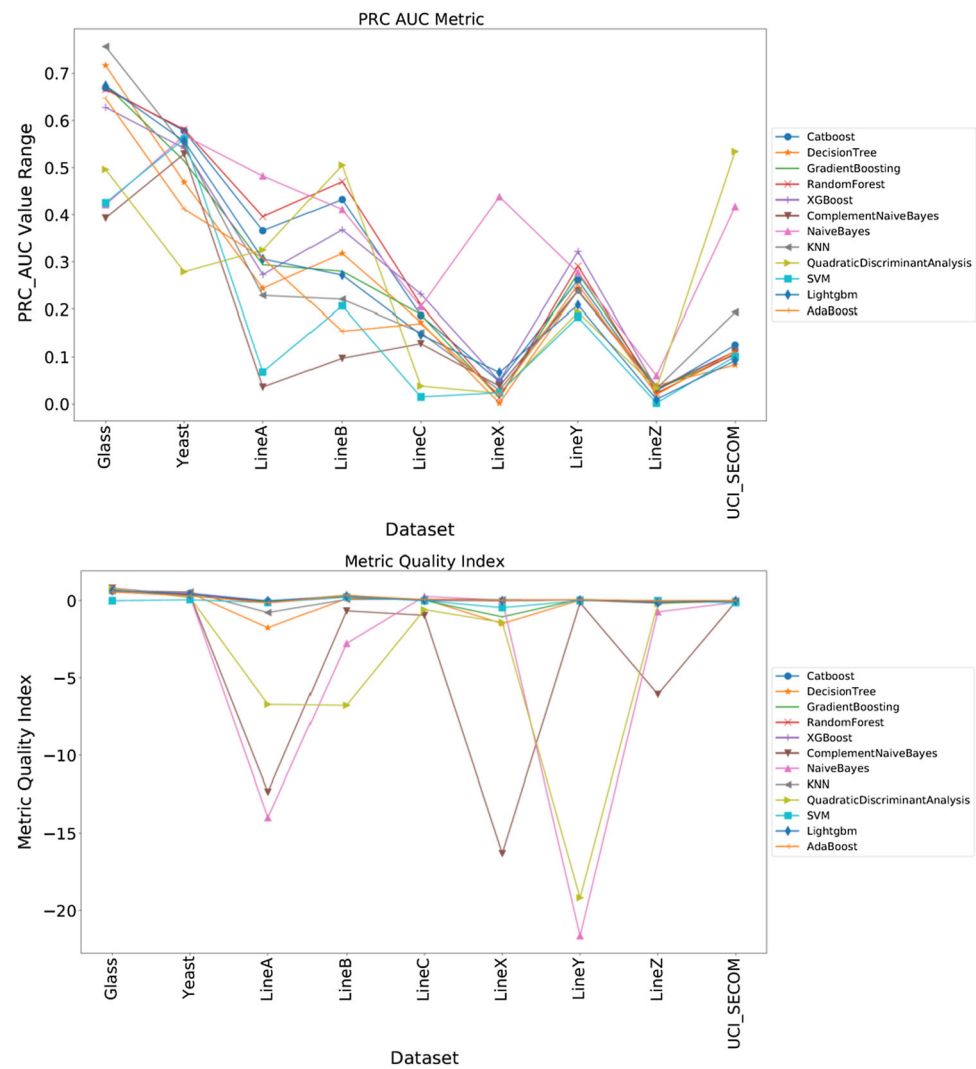 PRC AUC Metric
PRC_AUC Value Range
0.7
0.6
0.5
0.4
0.3
0.2
0.1
0.0
Glass
Yeast
LineA
LineB
LineC
LineX
LineY
LineZ
UCI_SECOM
Dataset
Catboost
DecisionTree
GradientBoosting
RandomForest
XGBoost
ComplementNaiveBayes
NaiveBayes
KNN
QuadraticDiscriminantAnalysis
SVM
Lightgbm
AdaBoost
Metric Quality Index
Metric Quality Index
0
−5
−10
−15
−20
Glass
Yeast
LineA
LineB
LineC
LineX
LineY
LineZ
UCI_SECOM
Dataset
Catboost
DecisionTree
GradientBoosting
RandomForest
XGBoost
ComplementNaiveBayes
NaiveBayes
KNN
QuadraticDiscriminantAnalysis
SVM
Lightgbm
AdaBoost